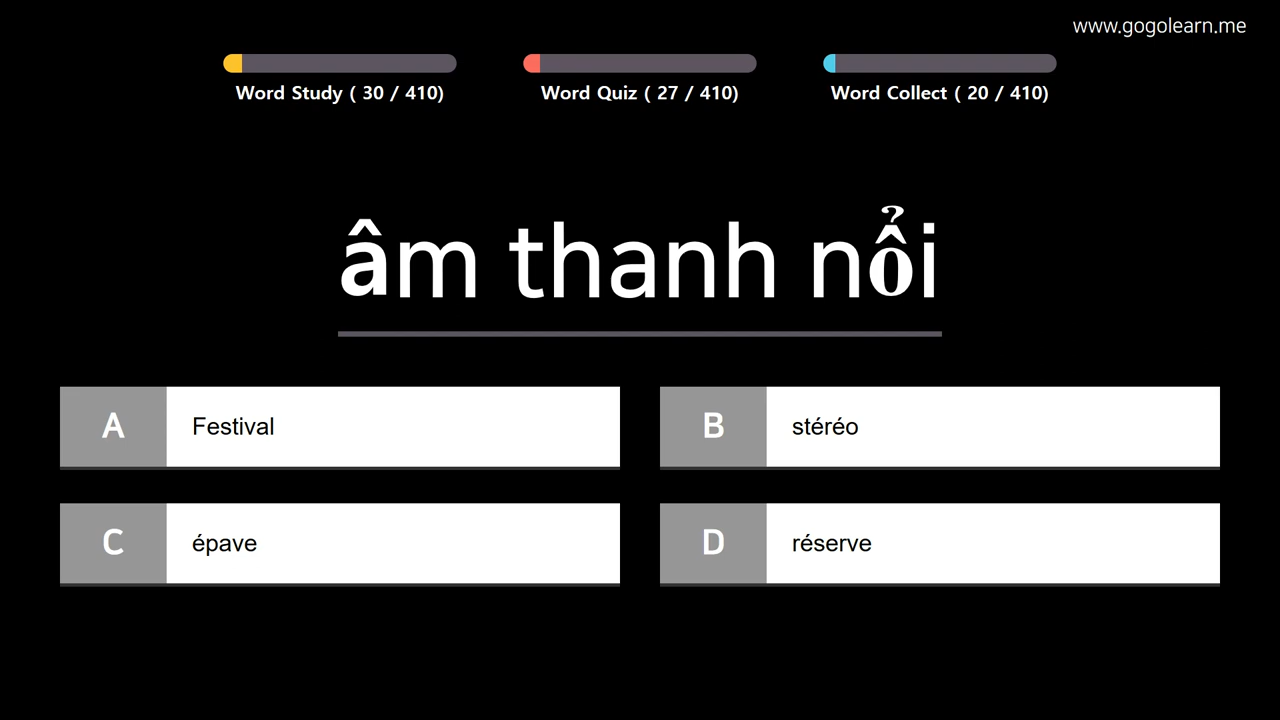 www.gogolearn.me
Word Study ( 30 / 410)
Word Quiz ( 27 / 410)
Word Collect ( 20 / 410)
âm thanh nổi
A Festival
B stéréo
C épave
D réserve